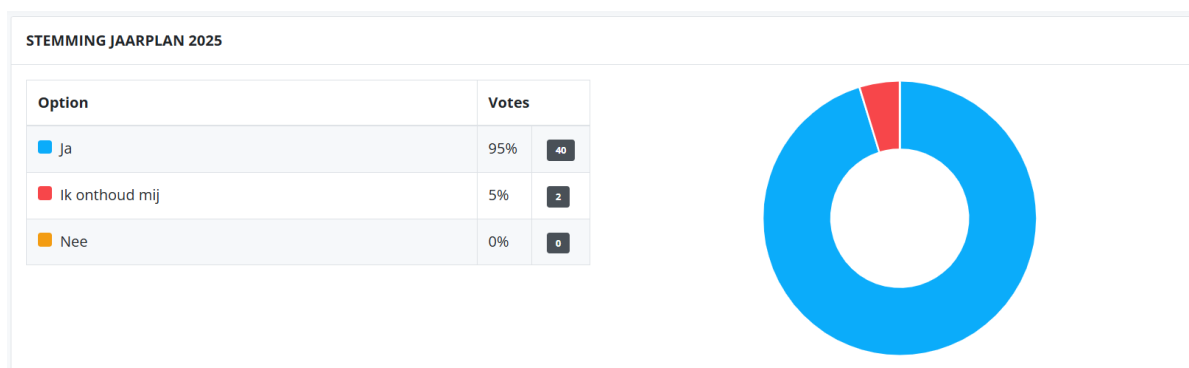 STEMMING JAARPLAN 2025
Option Votes
Ja 95% 40
Ik onthoud mij 5% 2
Nee 0% 0